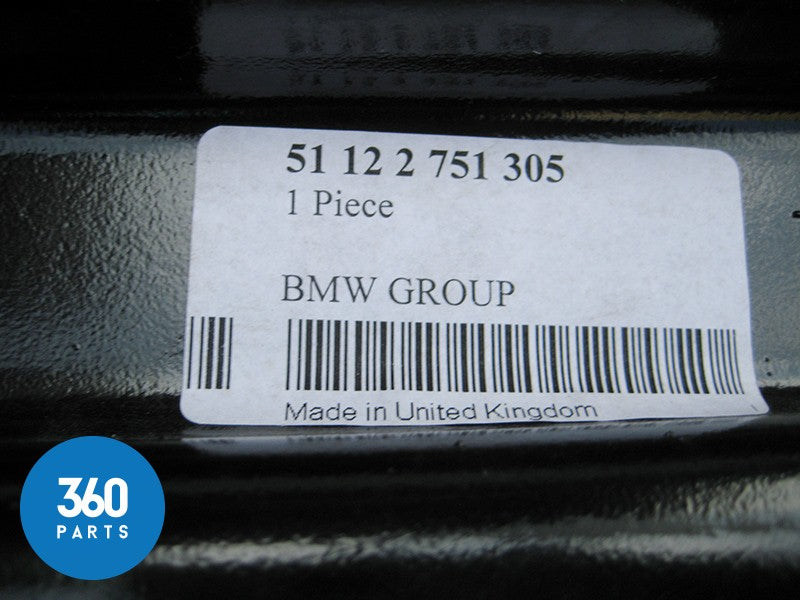 51 12 2 751 305
1 Piece
BMW GROUP
Made in United Kingdom
360
PARTS